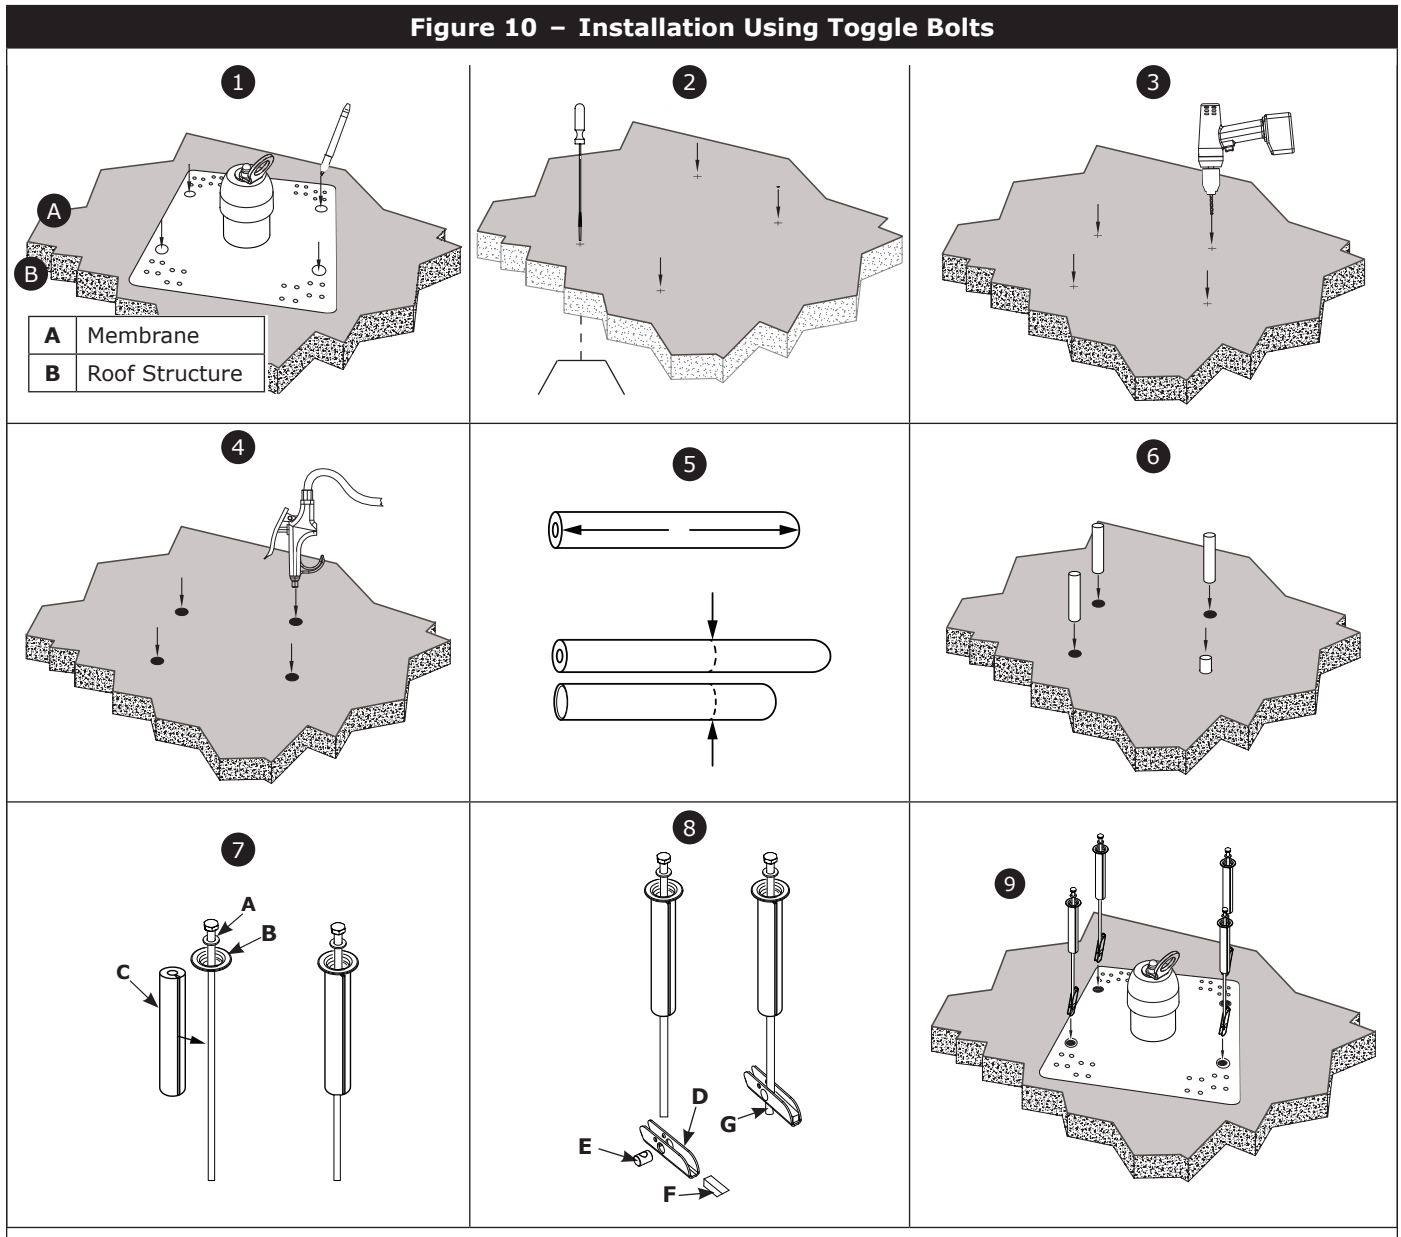 Figure 10 – Installation Using Toggle Bolts
1
2
3
A
B
A Membrane
B Roof Structure
4
5
6
7
A
B
C
8
D
G
E
F
9